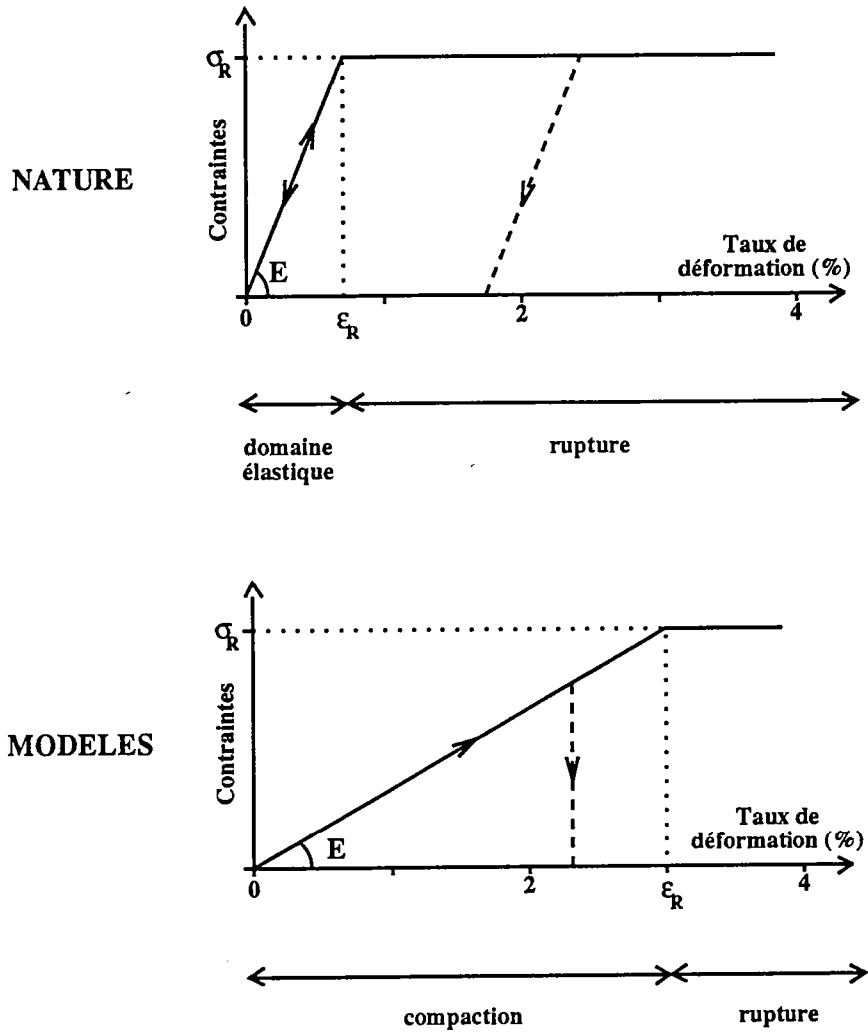 σR
Contraintes
NATURE
E
Taux de
déformation (%)
0
εR
2
4
domaine
élastique
rupture
σR
Contraintes
MODELES
E
Taux de
déformation (%)
0
2
εR
4
compaction
rupture